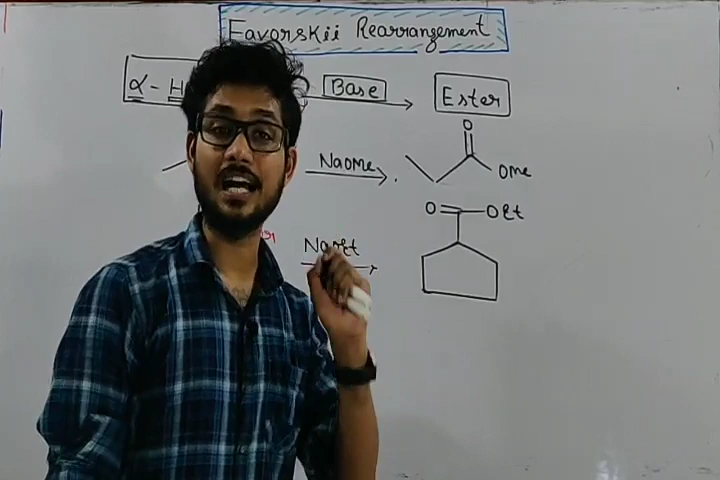 Favorskii Rearrangement
α - H Base Ester
NaOMe O OMe
O OEt
NaOEt